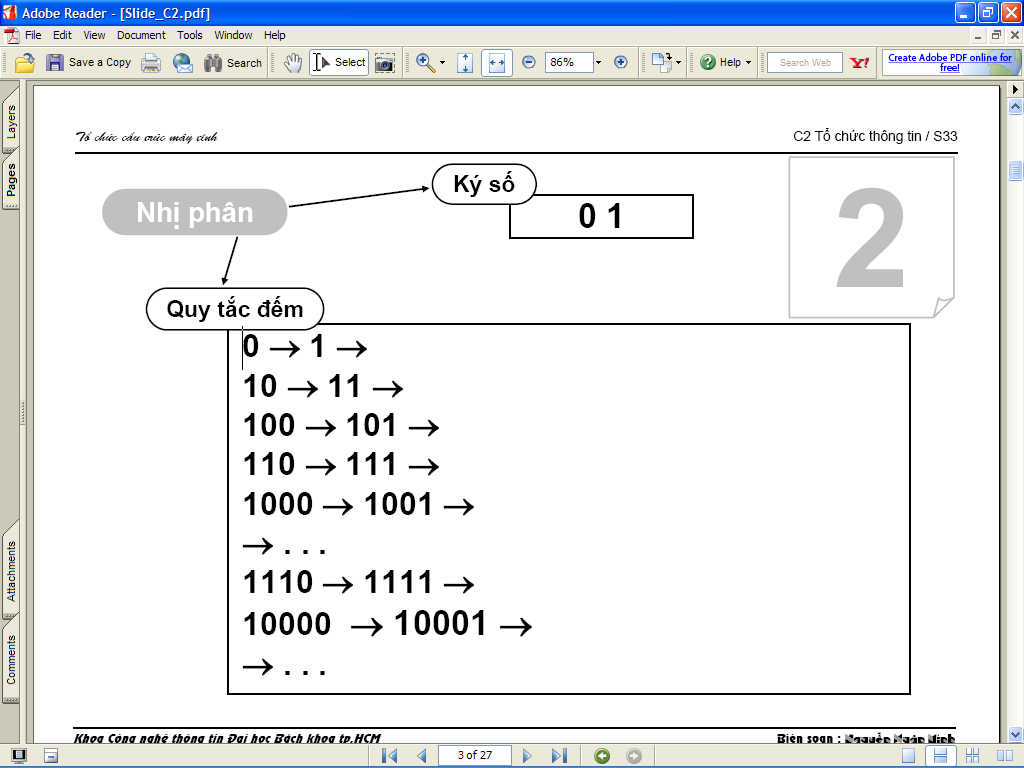 Adobe Reader - [Slide_C2.pdf]
File Edit View Document Tools Window Help
Save a Copy Search Select 86% Help Search Web Y! Create Adobe PDF online for free!
Layers
Pages
Attachments
Comments
Tổ chức cấu trúc máy tính
C2 Tổ chức thông tin / S33
Nhị phân
Ký số
0 1
2
Quy tắc đếm
0 → 1 →
10 → 11 →
100 → 101 →
110 → 111 →
1000 → 1001 →
→ . . .
1110 → 1111 →
10000 → 10001 →
→ . . .
Khoa Công nghệ thông tin Đại học Bách khoa tp.HCM
Biên soạn :
3 of 27